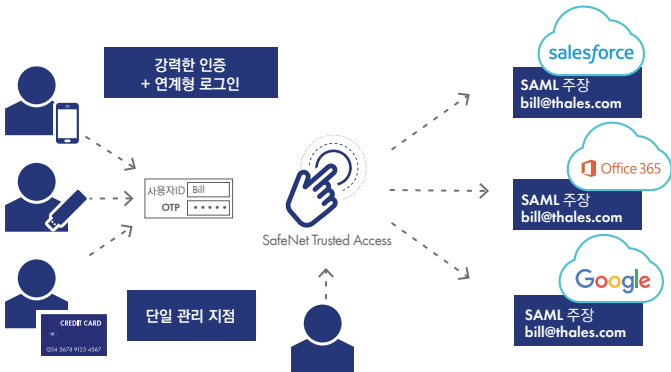 강력한 인증
+ 연계형 로그인
사용자ID Bill
OTP •••••
SafeNet Trusted Access
단일 관리 지점
CREDIT CARD
1234 5678 9123 4567
salesforce
SAML 주장
bill@thales.com
Office 365
SAML 주장
bill@thales.com
Google
SAML 주장
bill@thales.com